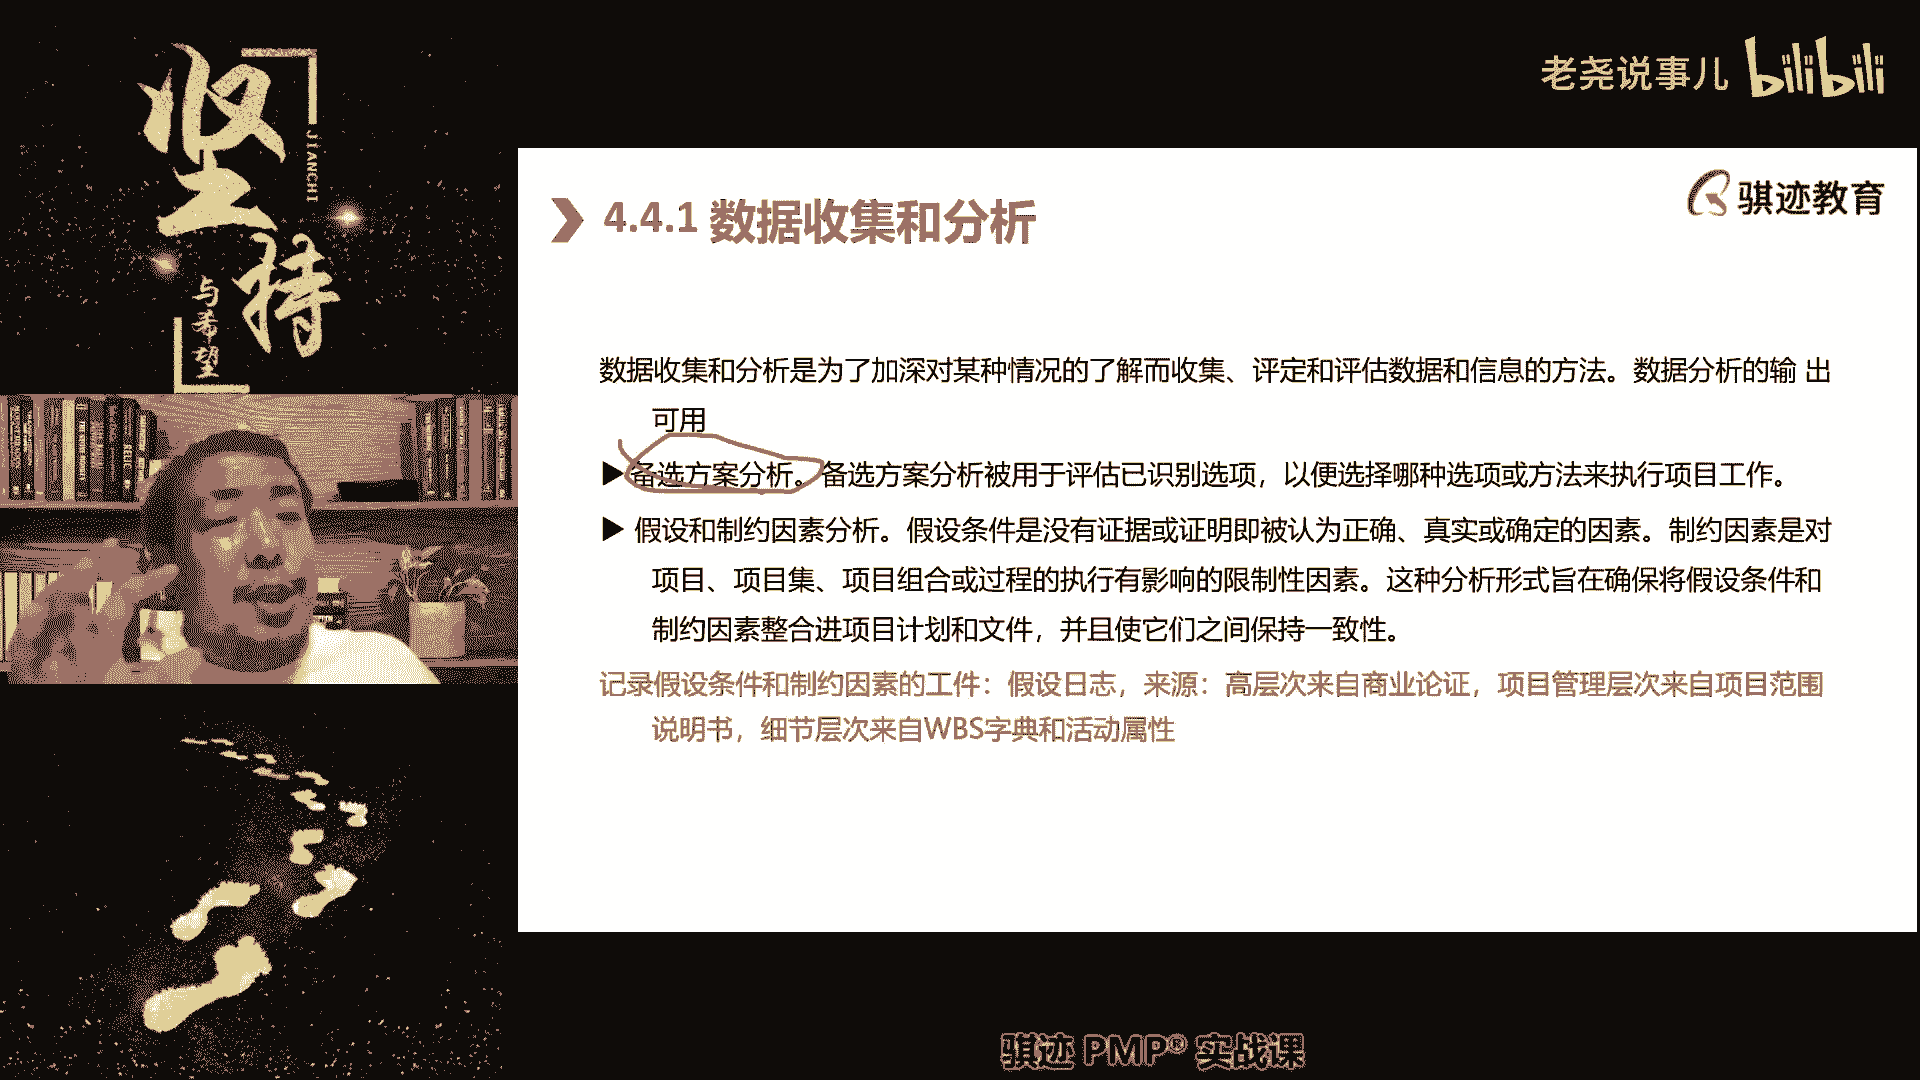 坚持
JIANCHI
与希望
老尧说事儿 bilibili
骐迹教育
4.4.1 数据收集和分析
数据收集和分析是为了加深对某种情况的了解而收集、评定和评估数据和信息的方法。数据分析的输 出
可用
▶ 备选方案分析。备选方案分析被用于评估已识别选项，以便选择哪种选项或方法来执行项目工作。
▶ 假设和制约因素分析。假设条件是没有证据或证明即被认为正确、真实或确定的因素。制约因素是对
项目、项目集、项目组合或过程的执行有影响的限制性因素。这种分析形式旨在确保将假设条件和
制约因素整合进项目计划和文件，并且使它们之间保持一致性。
记录假设条件和制约因素的工件：假设日志，来源：高层次来自商业论证，项目管理层次来自项目范围
说明书，细节层次来自WBS字典和活动属性
骐迹 PMP® 实战课